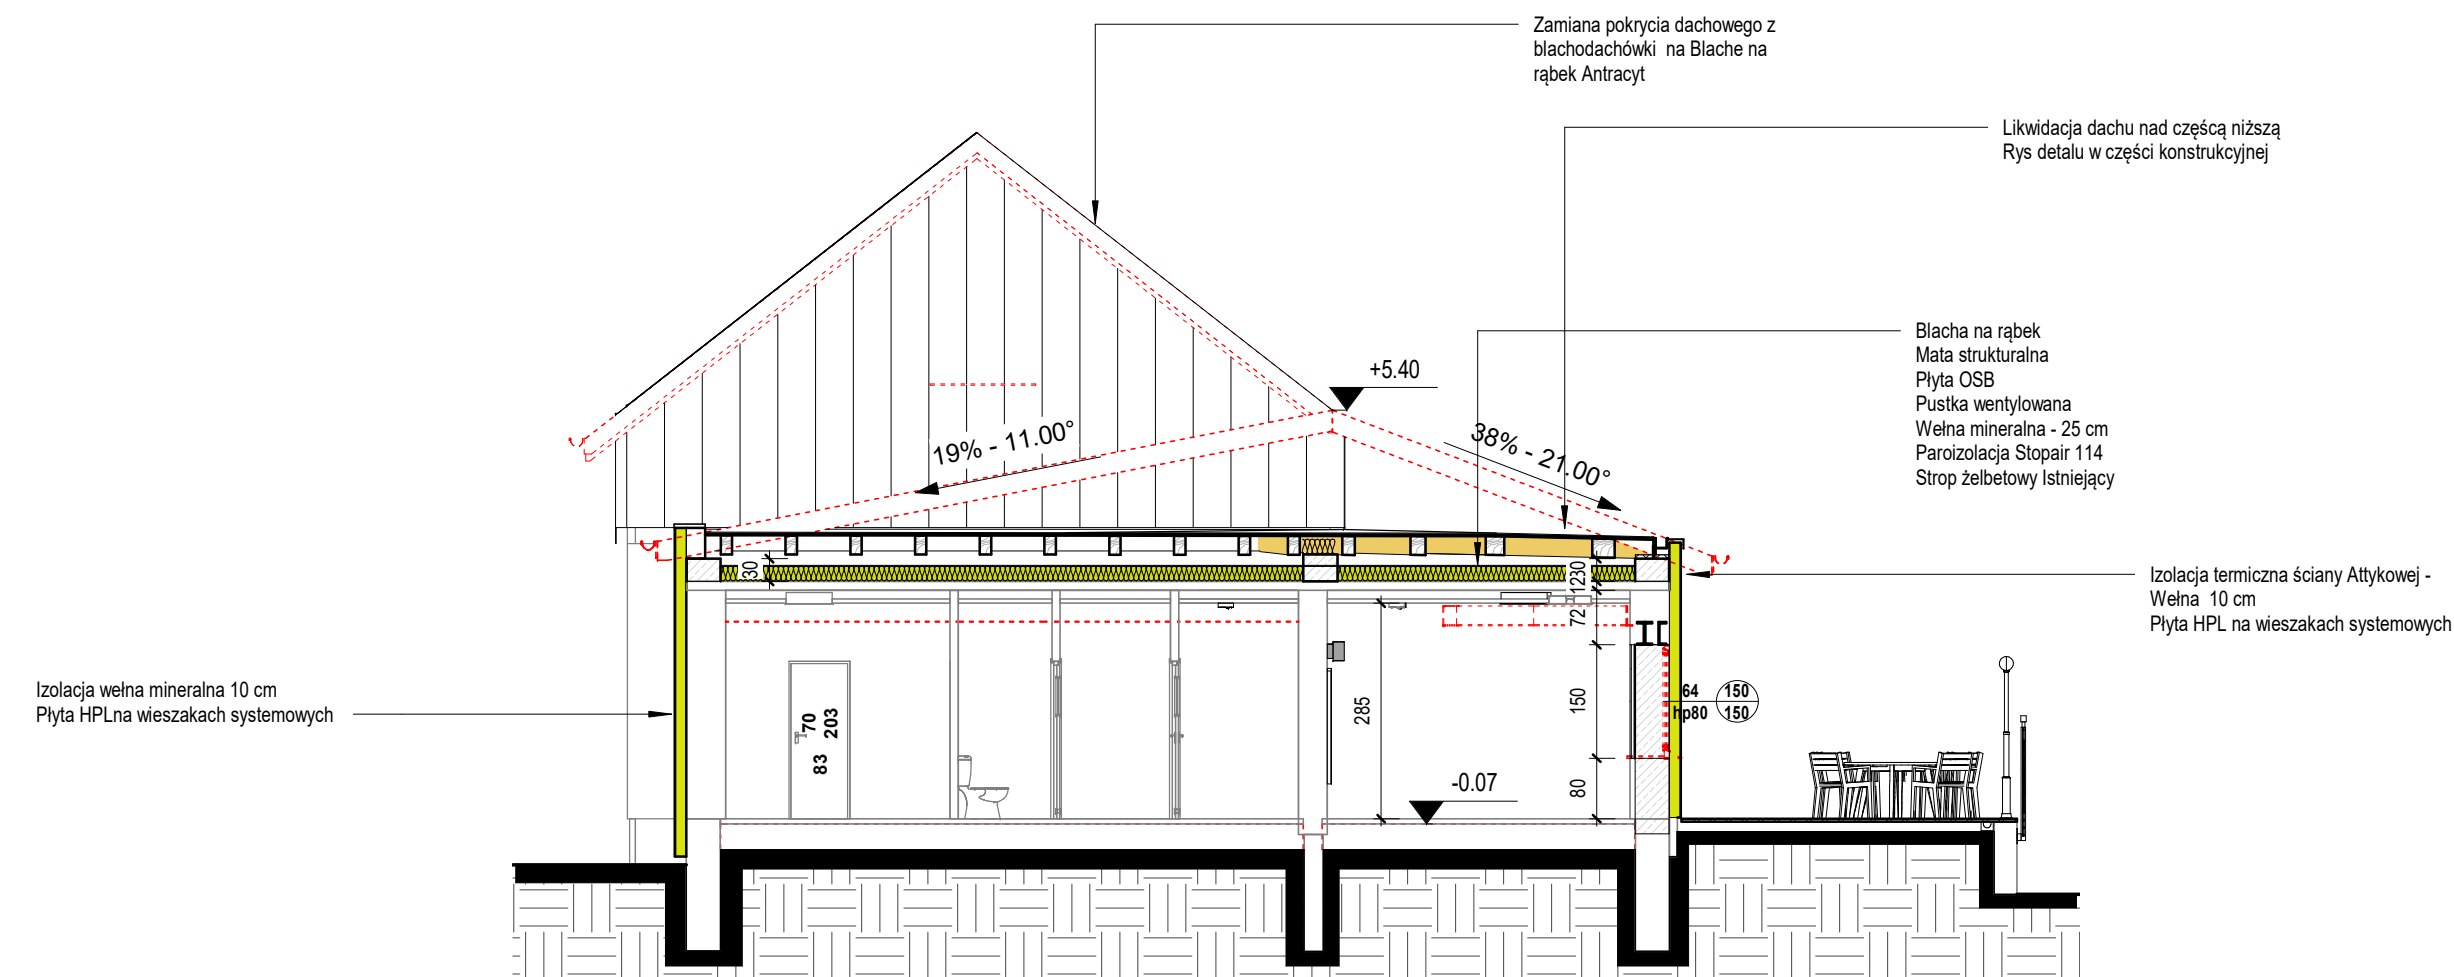 Zamiana pokrycia dachowego z
blachodachówki na Blache na
rąbek Antracyt
Likwidacja dachu nad częścą niższą
Rys detalu w części konstrukcyjnej
Blacha na rąbek
Mata strukturalna
Płyta OSB
Pustka wentylowana
Wełna mineralna - 25 cm
Paroizolacja Stopair 114
Strop żelbetowy Istniejący
+5.40
19% - 11.00°
38% - 21.00°
30
1230
72
Izolacja termiczna ściany Attykowej -
Wełna 10 cm
Płyta HPL na wieszakach systemowych
Izolacja wełna mineralna 10 cm
Płyta HPLna wieszakach systemowych
70
203
83
285
150
64
hp80
150
150
80
-0.07